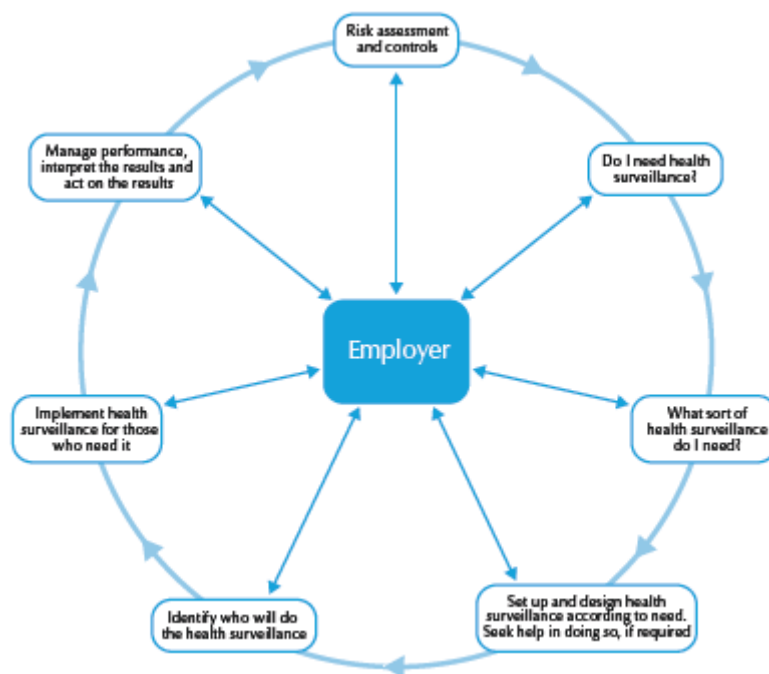 Risk assessment
and controls
Do I need health
surveillance?
What sort of
health surveillance
do I need?
Set up and design health
surveillance according to need.
Seek help in doing so, if required
Identify who will do
the health surveillance
Implement health
surveillance for those
who need it
Manage performance,
interpret the results and
act on the results
Employer